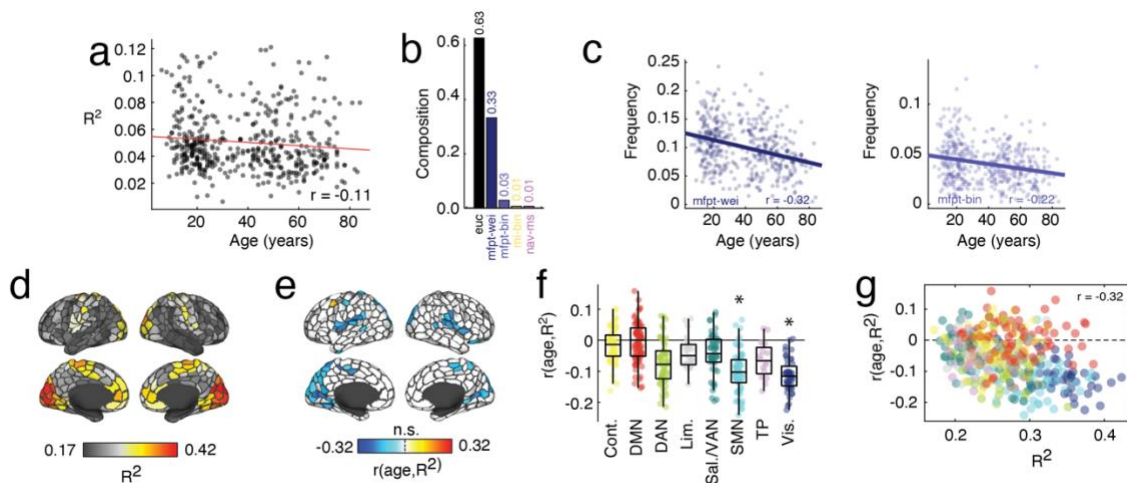 a
0.12
0.1
0.08
R²
0.06
0.04
0.02
r = -0.11
20
40
60
80
Age (years)
b
0.6
0.4
0.2
0.0
Composition
0.63
0.33
0.03
0.01
0.01
euc
mfpt-wei
mfpt-bin
mi-bin
nav-ms
c
0.25
0.2
0.15
0.1
0.05
0
Frequency
mfpt-wei
r = -0.32
20
40
60
80
Age (years)
0.1
0.05
0
Frequency
mfpt-bin
r = -0.22
20
40
60
80
Age (years)
d
0.17
0.42
R²
e
n.s.
-0.32
0.32
r(age,R²)
f
0.1
0
-0.1
-0.2
r(age,R²)
*
*
Cont.
DMN
DAN
Lim.
Sal./VAN
SMN
TP
Vis.
g
0.1
0
-0.1
-0.2
r(age,R²)
r = -0.32
0.2
0.3
0.4
R²